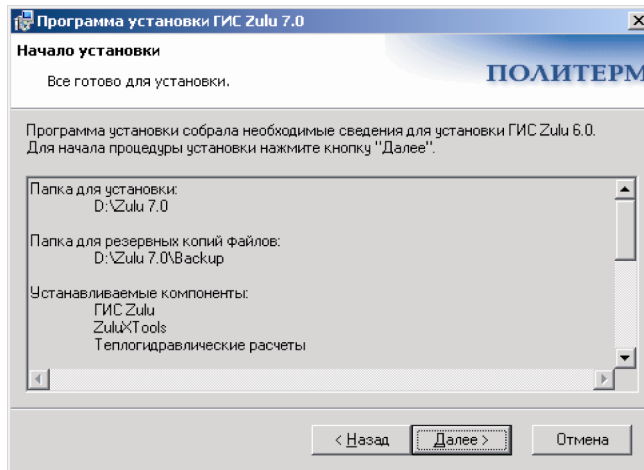 Программа установки ГИС Zulu 7.0
Начало установки
Все готово для установки.
ПОЛИТЕРМ
Программа установки собрала необходимые сведения для установки ГИС Zulu 6.0.
Для начала процедуры установки нажмите кнопку "Далее".
Папка для установки:
D:\Zulu 7.0
Папка для резервных копий файлов:
D:\Zulu 7.0\Backup
Устанавливаемые компоненты:
ГИС Zulu
ZuluXTools
Теплогидравлические расчеты
< Назад
Далее >
Отмена